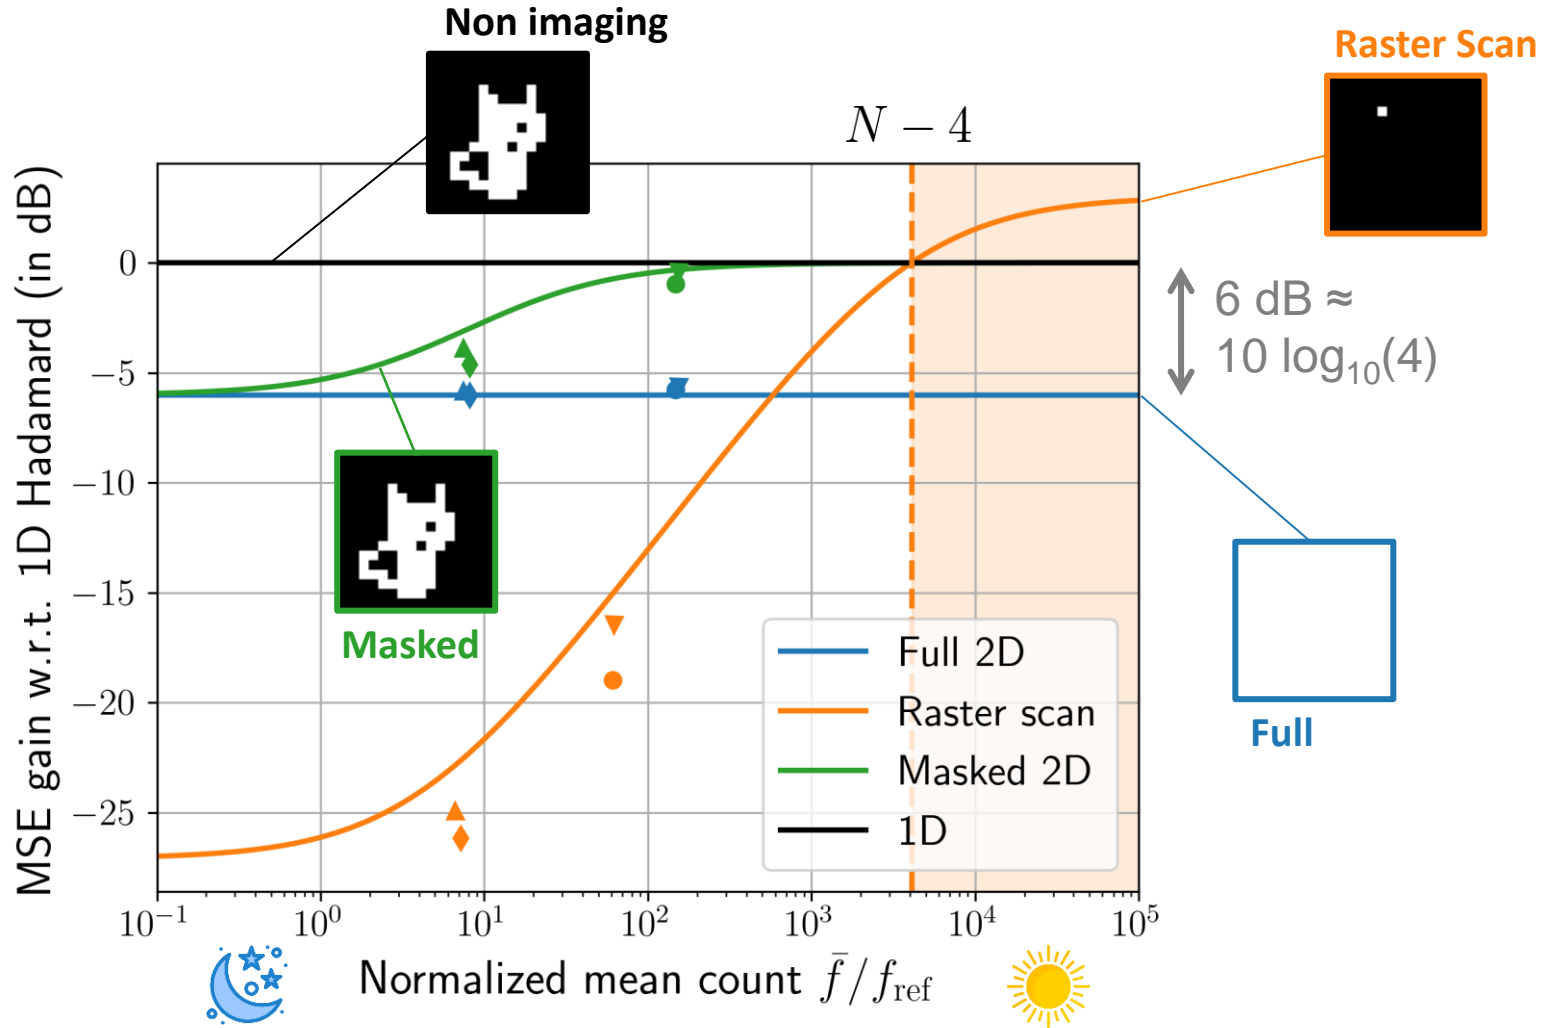 Non imaging
Raster Scan
N − 4
MSE gain w.r.t. 1D Hadamard (in dB)
0
−5
−10
−15
−20
−25
6 dB ≈
10 log₁₀(4)
Masked
Full
Full 2D
Raster scan
Masked 2D
1D
10⁻¹ 10⁰ 10¹ 10² 10³ 10⁴ 10⁵
Normalized mean count f̄/f_ref